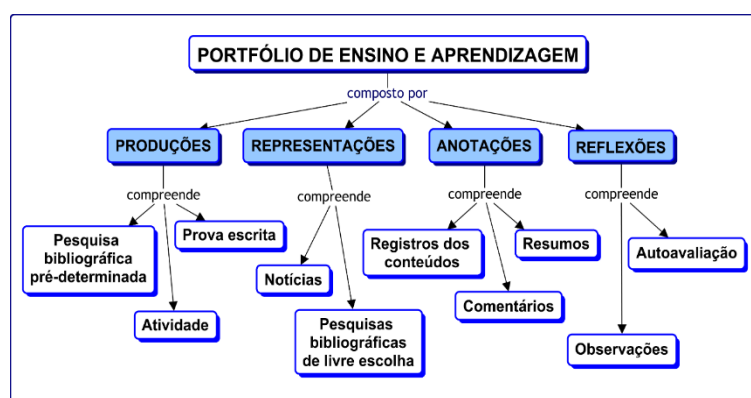 PORTFÓLIO DE ENSINO E APRENDIZAGEM
composto por
PRODUÇÕES
REPRESENTAÇÕES
ANOTAÇÕES
REFLEXÕES
compreende
compreende
compreende
compreende
Pesquisa
bibliográfica
pré-determinada
Prova escrita
Atividade
Notícias
Pesquisas
bibliográficas
de livre escolha
Registros dos
conteúdos
Resumos
Comentários
Autoavaliação
Observações